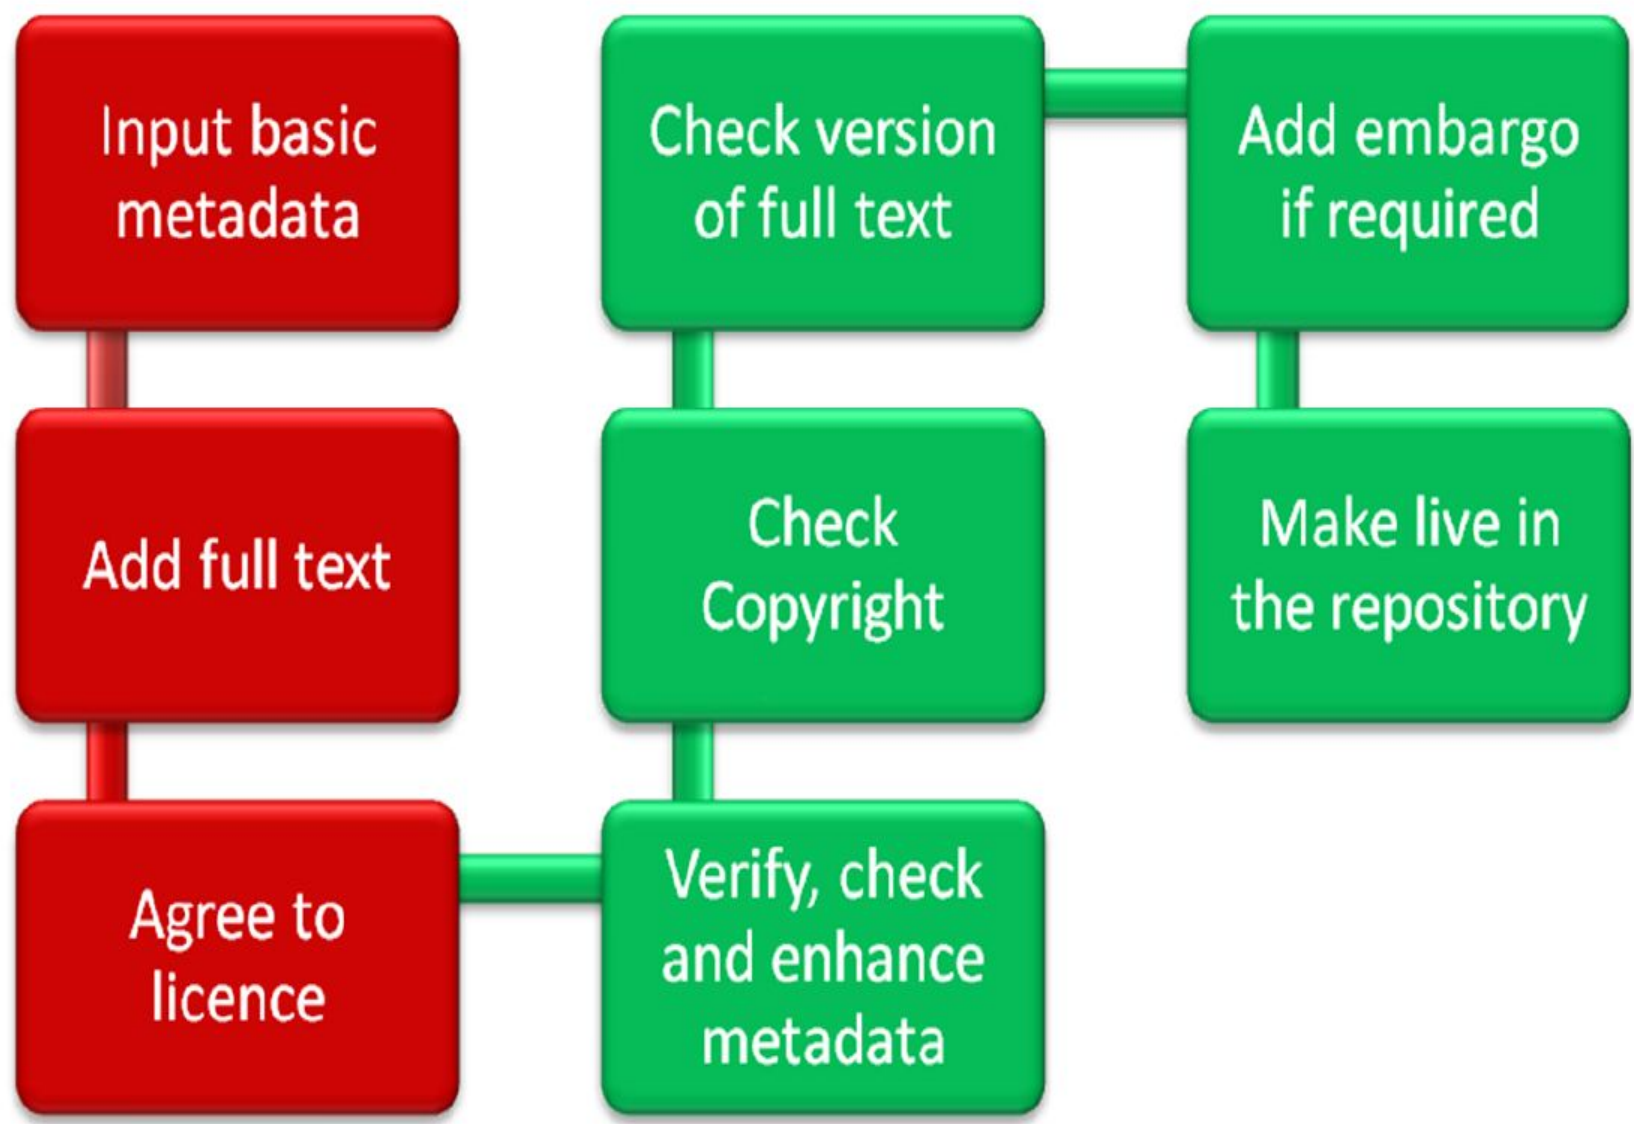 Input basic
metadata
Add full text
Agree to
licence
Verify, check
and enhance
metadata
Check
Copyright
Check version
of full text
Add embargo
if required
Make live in
the repository